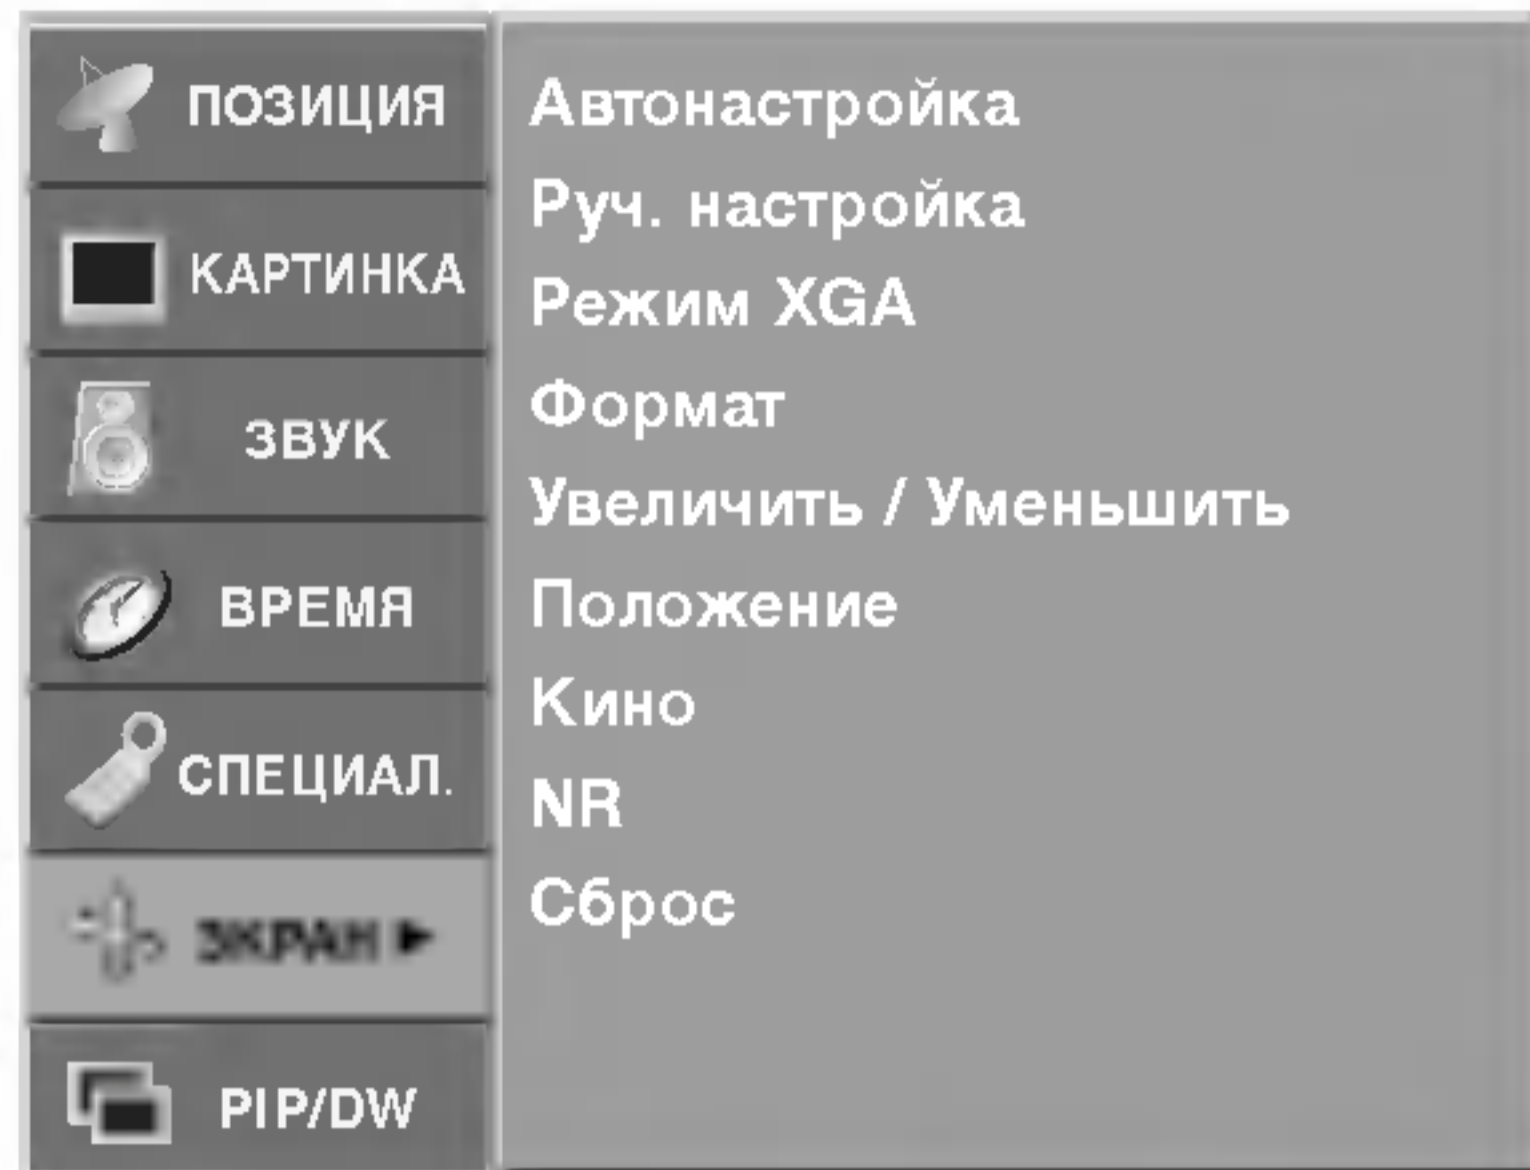 ПОЗИЦИЯ
КАРТИНКА
ЗВУК
ВРЕМЯ
СПЕЦИАЛ.
ЭКРАН ►
PIP/DW
Автонастройка
Руч. настройка
Режим XGA
Формат
Увеличить / Уменьшить
Положение
Кино
NR
Сброс